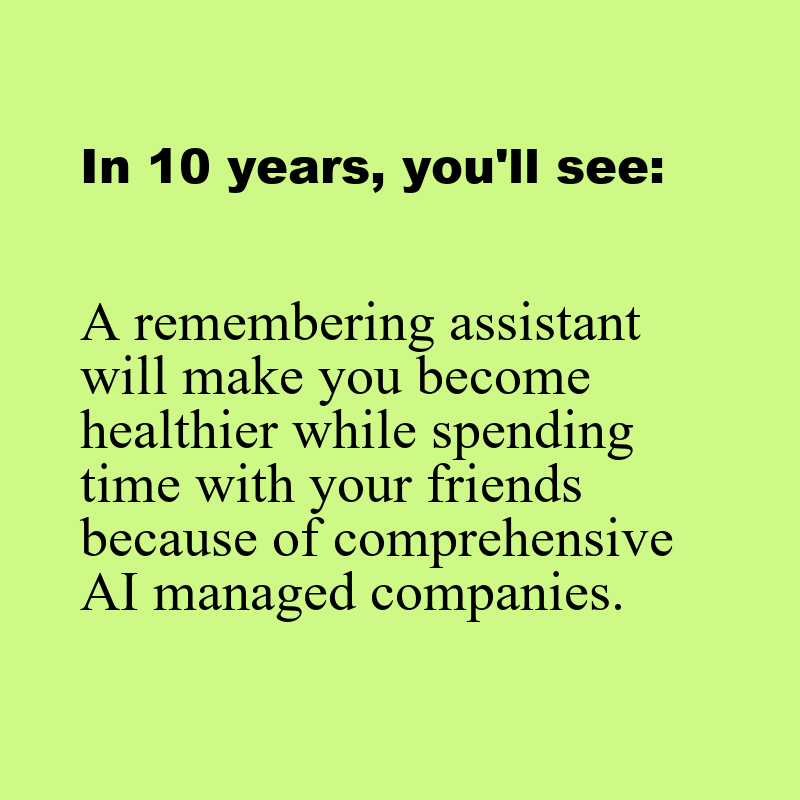 In 10 years, you'll see:
A remembering assistant
will make you become
healthier while spending
time with your friends
because of comprehensive
AI managed companies.